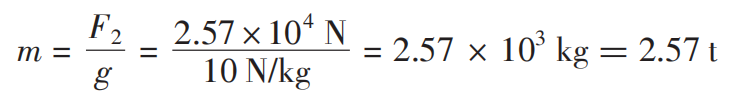 m = F₂/g = 2.57 × 10⁴ N / 10 N/kg = 2.57 × 10³ kg = 2.57 t